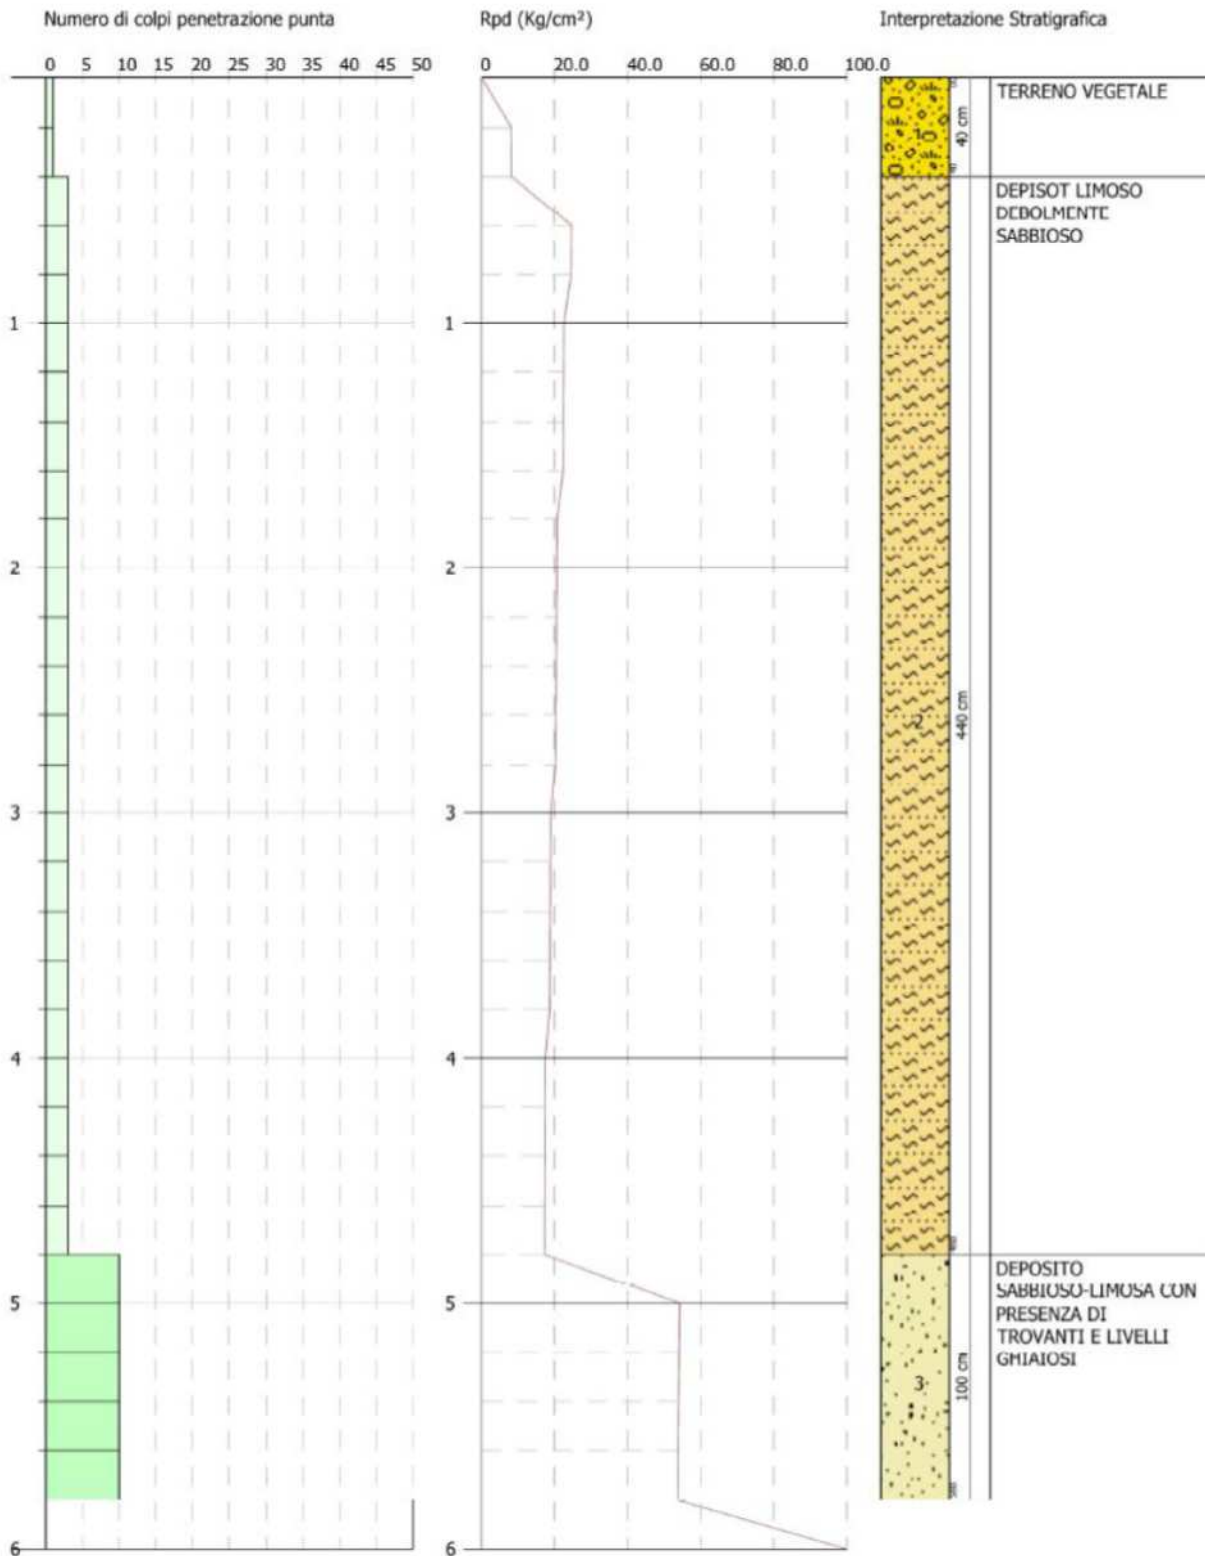 Numero di colpi penetrazione punta
Rpd (Kg/cm²)
Interpretazione Stratigrafica
0 5 10 15 20 25 30 35 40 45 50
0 20.0 40.0 60.0 80.0 100.0
TERRENO VEGETALE
1
40 cm
DEPISOT LIMOSO
DEBOLMENTE
SABBIOSO
1
1
2
2
2
440 cm
3
3
4
4
DEPOSITO
SABBIOSO-LIMOSA CON
PRESENZA DI
TROVANTI E LIVELLI
GHIAIOSI
5
5
3
100 cm
6
6